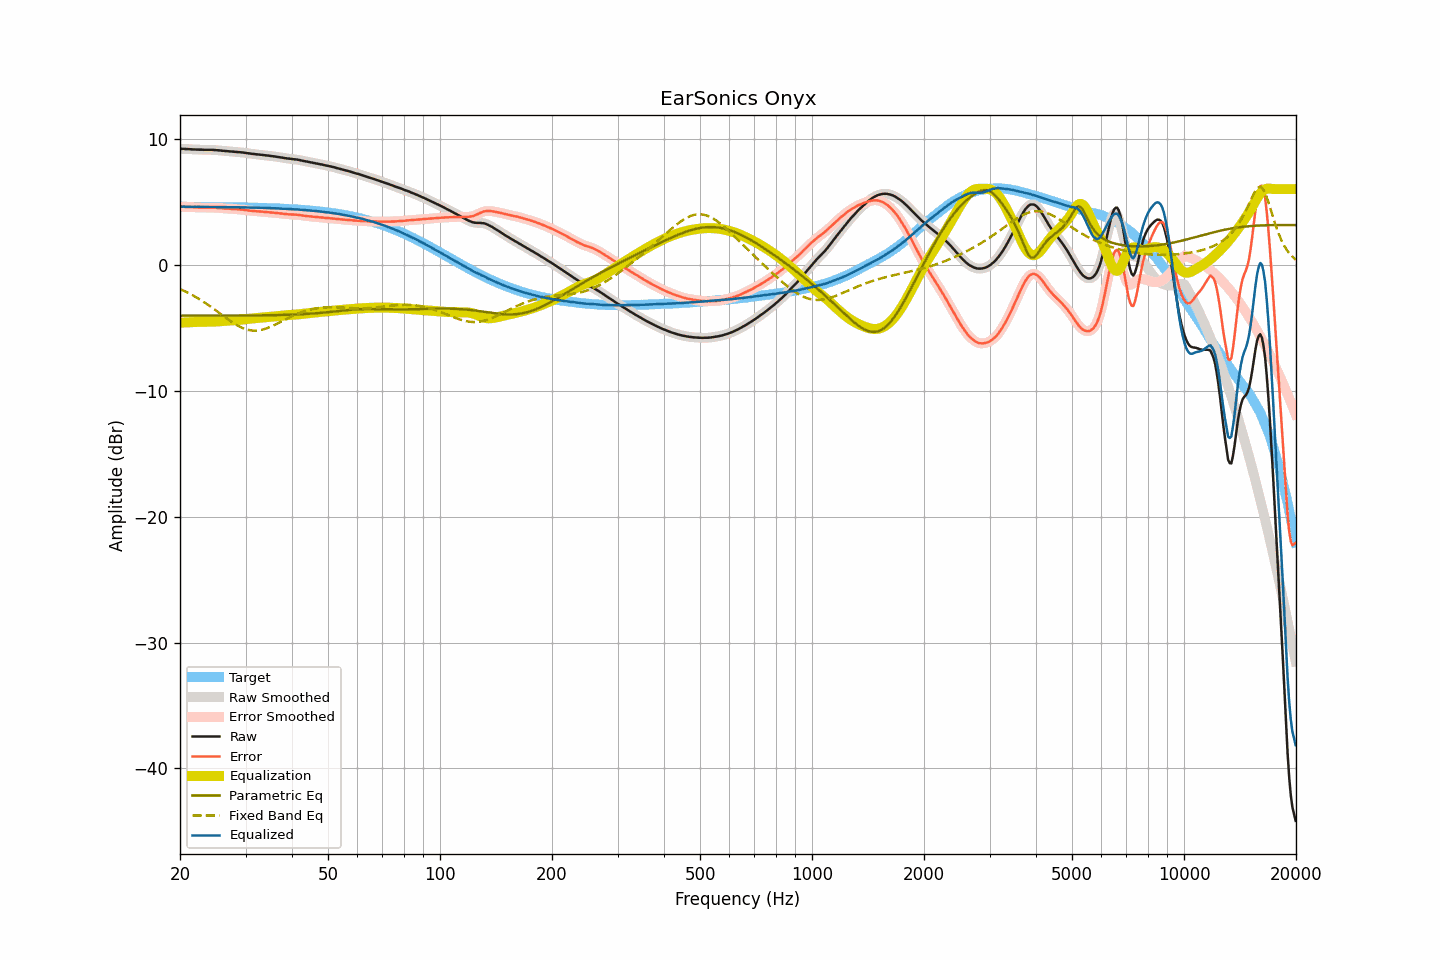 EarSonics Onyx
Amplitude (dBr)
10
0
−10
−20
−30
−40
Target
Raw Smoothed
Error Smoothed
Raw
Error
Equalization
Parametric Eq
Fixed Band Eq
Equalized
20 50 100 200 500 1000 2000 5000 10000 20000
Frequency (Hz)